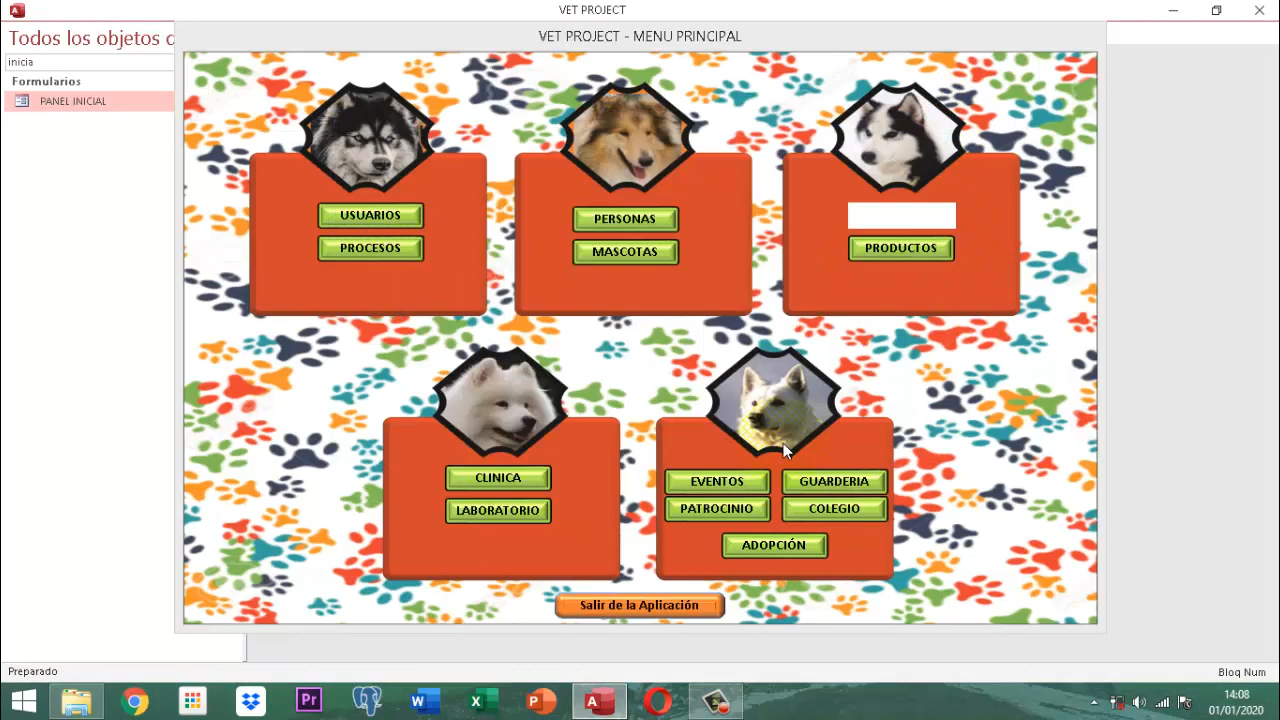 VET PROJECT
Todos los objetos d
VET PROJECT - MENU PRINCIPAL
inicia
Formularios
PANEL INICIAL
USUARIOS
PROCESOS
PERSONAS
MASCOTAS
PRODUCTOS
CLINICA
LABORATORIO
EVENTOS
GUARDERIA
PATROCINIO
COLEGIO
ADOPCIÓN
Salir de la Aplicación
Preparado
Bloq Num
Pr
W
X
P
A
14:08
01/01/2020